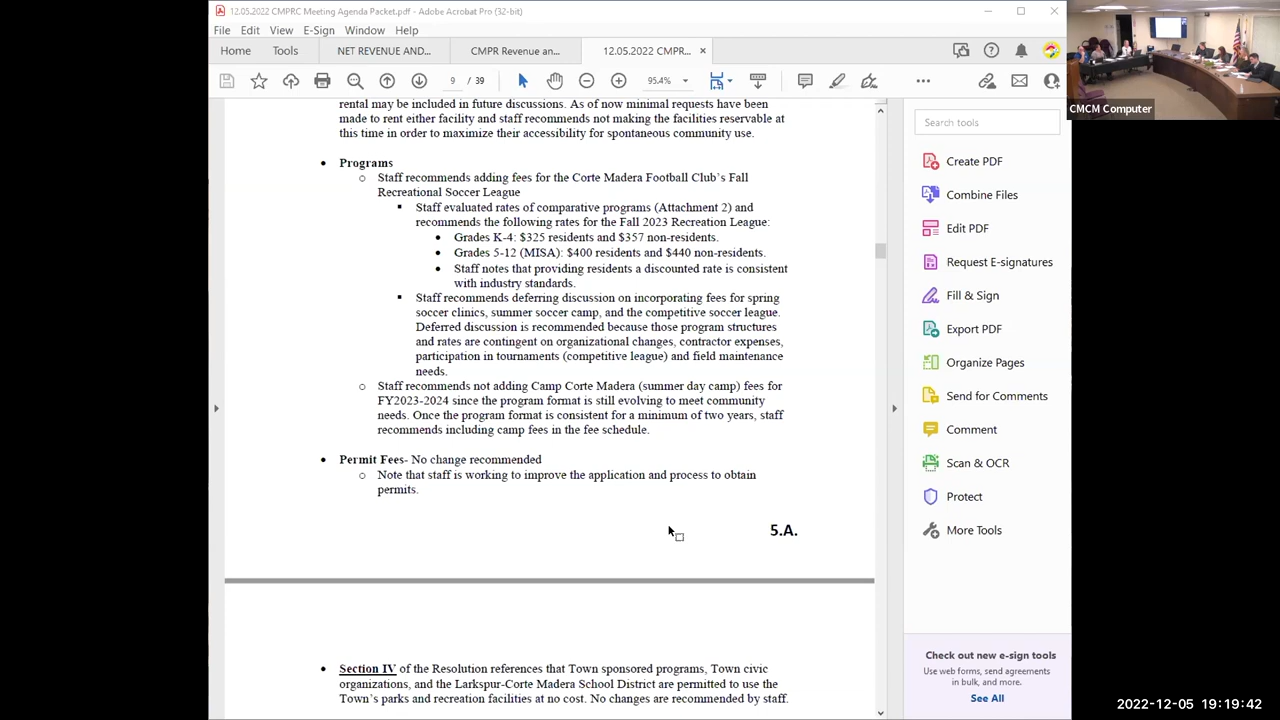 12.05.2022 CMPRC Meeting Agenda Packet.pdf - Adobe Acrobat Pro (32-bit)
File Edit View E-Sign Window Help
Home Tools NET REVENUE AND... CMPR Revenue an... 12.05.2022 CMPR...
9 / 39 95.4%
rental may be included in future discussions. As of now minimal requests have been
made to rent either facility and staff recommends not making the facilities reservable at
this time in order to maximize their accessibility for spontaneous community use.
Programs
Staff recommends adding fees for the Corte Madera Football Club's Fall
Recreational Soccer League
Staff evaluated rates of comparative programs (Attachment 2) and
recommends the following rates for the Fall 2023 Recreation League:
Grades K-4: $325 residents and $357 non-residents.
Grades 5-12 (MISA): $400 residents and $440 non-residents.
Staff notes that providing residents a discounted rate is consistent
with industry standards.
Staff recommends deferring discussion on incorporating fees for spring
soccer clinics, summer soccer camp, and the competitive soccer league.
Deferred discussion is recommended because those program structures
and rates are contingent on organizational changes, contractor expenses,
participation in tournaments (competitive league) and field maintenance
needs.
Staff recommends not adding Camp Corte Madera (summer day camp) fees for
FY2023-2024 since the program format is still evolving to meet community
needs. Once the program format is consistent for a minimum of two years, staff
recommends including camp fees in the fee schedule.
Permit Fees- No change recommended
Note that staff is working to improve the application and process to obtain
permits.
5.A.
Section IV of the Resolution references that Town sponsored programs, Town civic
organizations, and the Larkspur-Corte Madera School District are permitted to use the
Town's parks and recreation facilities at no cost. No changes are recommended by staff.
Search tools
Create PDF
Combine Files
Edit PDF
Request E-signatures
Fill & Sign
Export PDF
Organize Pages
Send for Comments
Comment
Scan & OCR
Protect
More Tools
Check out new e-sign tools
Use web forms, send agreements
in bulk, and more.
See All
CMCM Computer
2022-12-05 19:19:42